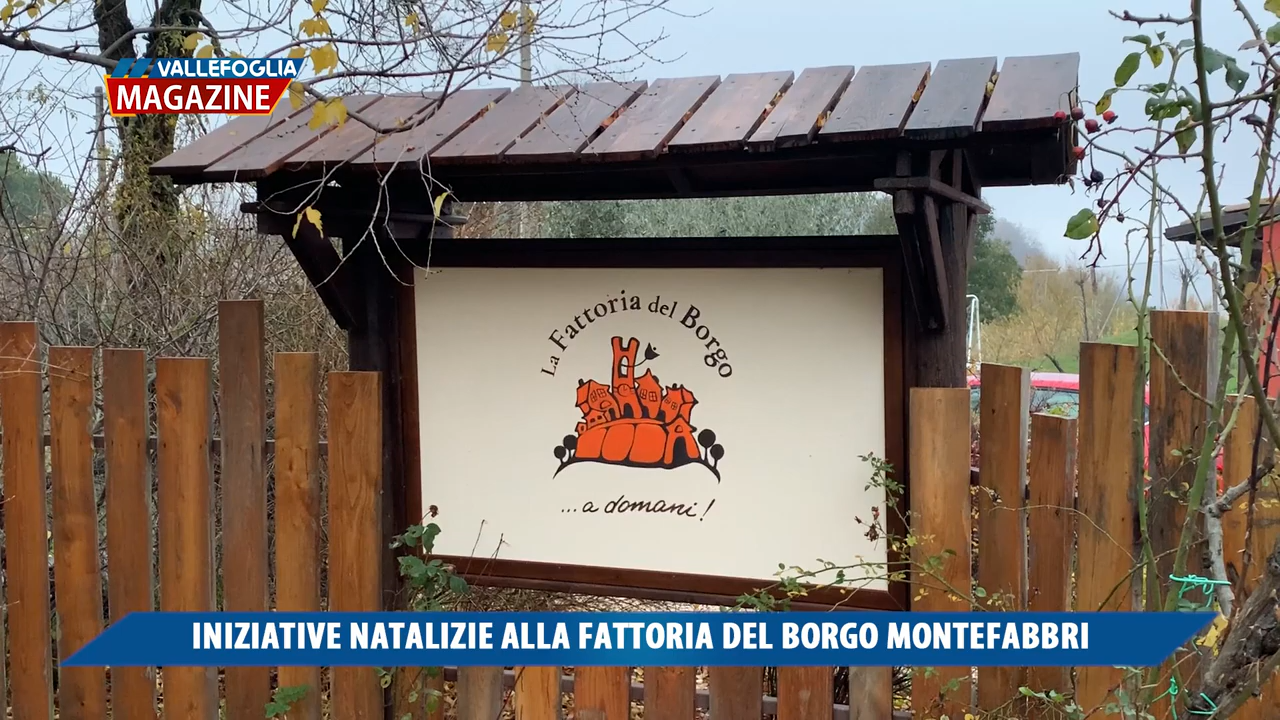 VALLEFOGLIA
MAGAZINE
La Fattoria del Borgo
...a domani!
INIZIATIVE NATALIZIE ALLA FATTORIA DEL BORGO MONTEFABBRI